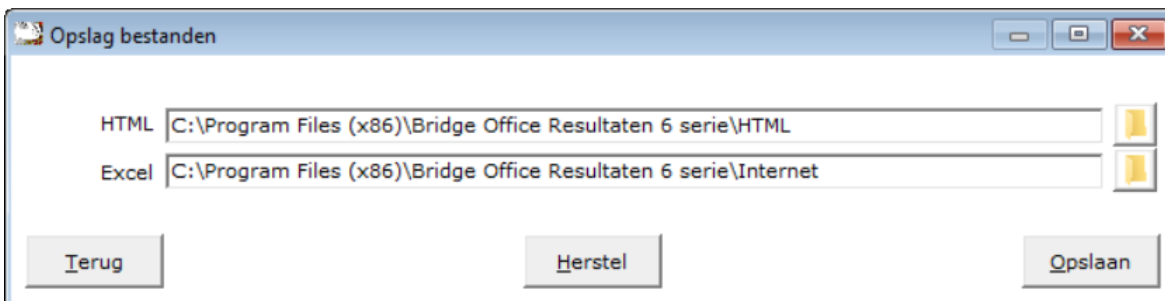 Opslag bestanden
HTML C:\Program Files (x86)\Bridge Office Resultaten 6 serie\HTML
Excel C:\Program Files (x86)\Bridge Office Resultaten 6 serie\Internet
Terug Herstel Opslaan